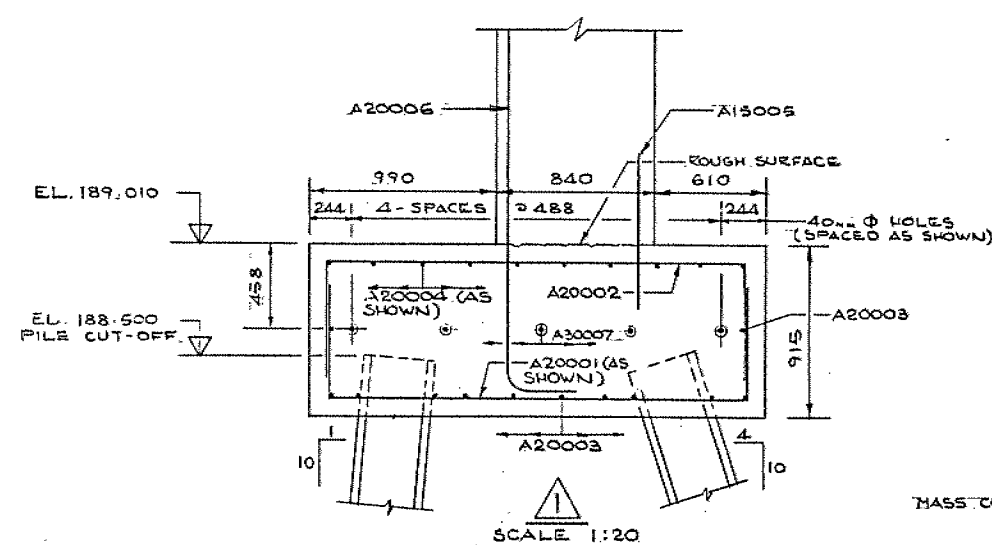 A20006
A15005
ROUGH SURFACE
990
840
610
EL. 189.010
244
4-SPACES @ 488
244
40mm Φ HOLES
(SPACED AS SHOWN)
458
A20004 (AS
SHOWN)
A20002
A20003
EL. 188.500
PILE CUT-OFF
A30007
915
A20001 (AS
SHOWN)
1
10
A20003
4
10
1
SCALE 1:20
MASS